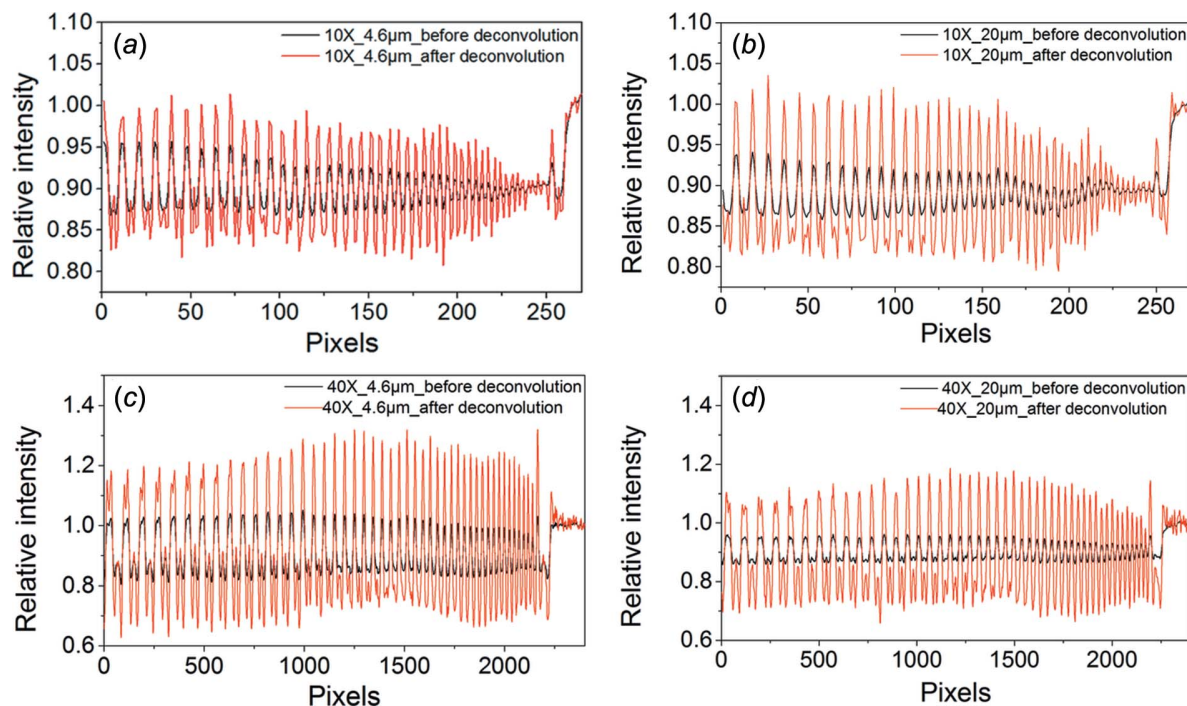 (a)
10X_4.6µm_before deconvolution
10X_4.6µm_after deconvolution
1.10
1.05
1.00
0.95
0.90
0.85
0.80
Relative intensity
0 50 100 150 200 250
Pixels
(b)
10X_20µm_before deconvolution
10X_20µm_after deconvolution
1.10
1.05
1.00
0.95
0.90
0.85
0.80
Relative intensity
0 50 100 150 200 250
Pixels
(c)
40X_4.6µm_before deconvolution
40X_4.6µm_after deconvolution
1.4
1.2
1.0
0.8
0.6
Relative intensity
0 500 1000 1500 2000
Pixels
(d)
40X_20µm_before deconvolution
40X_20µm_after deconvolution
1.4
1.2
1.0
0.8
0.6
Relative intensity
0 500 1000 1500 2000
Pixels